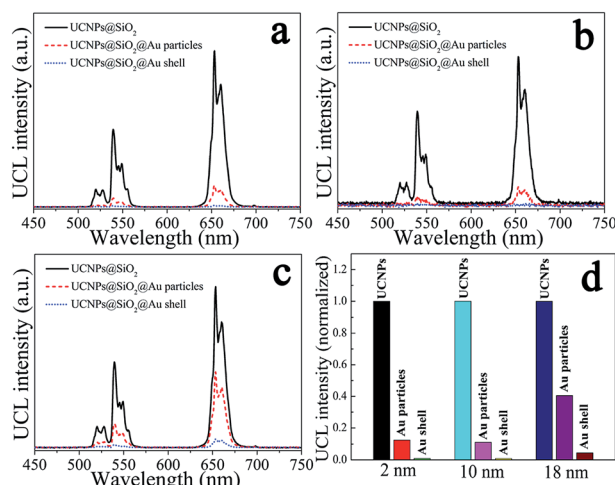 a
UCNPs@SiO₂
UCNPs@SiO₂@Au particles
UCNPs@SiO₂@Au shell
UCL intensity (a.u.)
450 500 550 600 650 700 750
Wavelength (nm)
b
UCNPs@SiO₂
UCNPs@SiO₂@Au particles
UCNPs@SiO₂@Au shell
UCL intensity (a.u.)
450 500 550 600 650 700 750
Wavelength (nm)
c
UCNPs@SiO₂
UCNPs@SiO₂@Au particles
UCNPs@SiO₂@Au shell
UCL intensity (a.u.)
450 500 550 600 650 700 750
Wavelength (nm)
d
UCL intensity (normalized)
1.2
1.0
0.8
0.6
0.4
0.2
0.0
UCNPs
Au particles
Au shell
UCNPs
Au particles
Au shell
UCNPs
Au particles
Au shell
2 nm 10 nm 18 nm